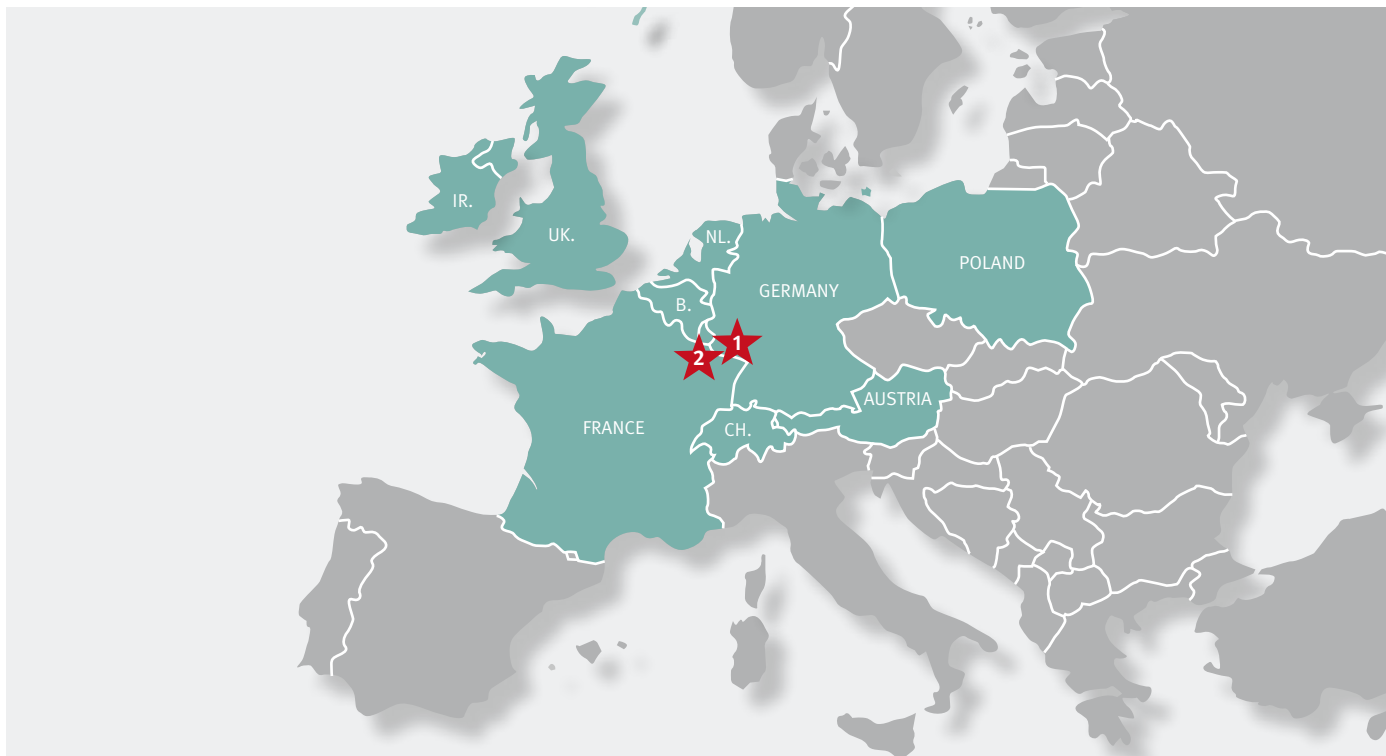 IR.
UK.
NL.
POLAND
GERMANY
B.
1
2
AUSTRIA
FRANCE
CH.